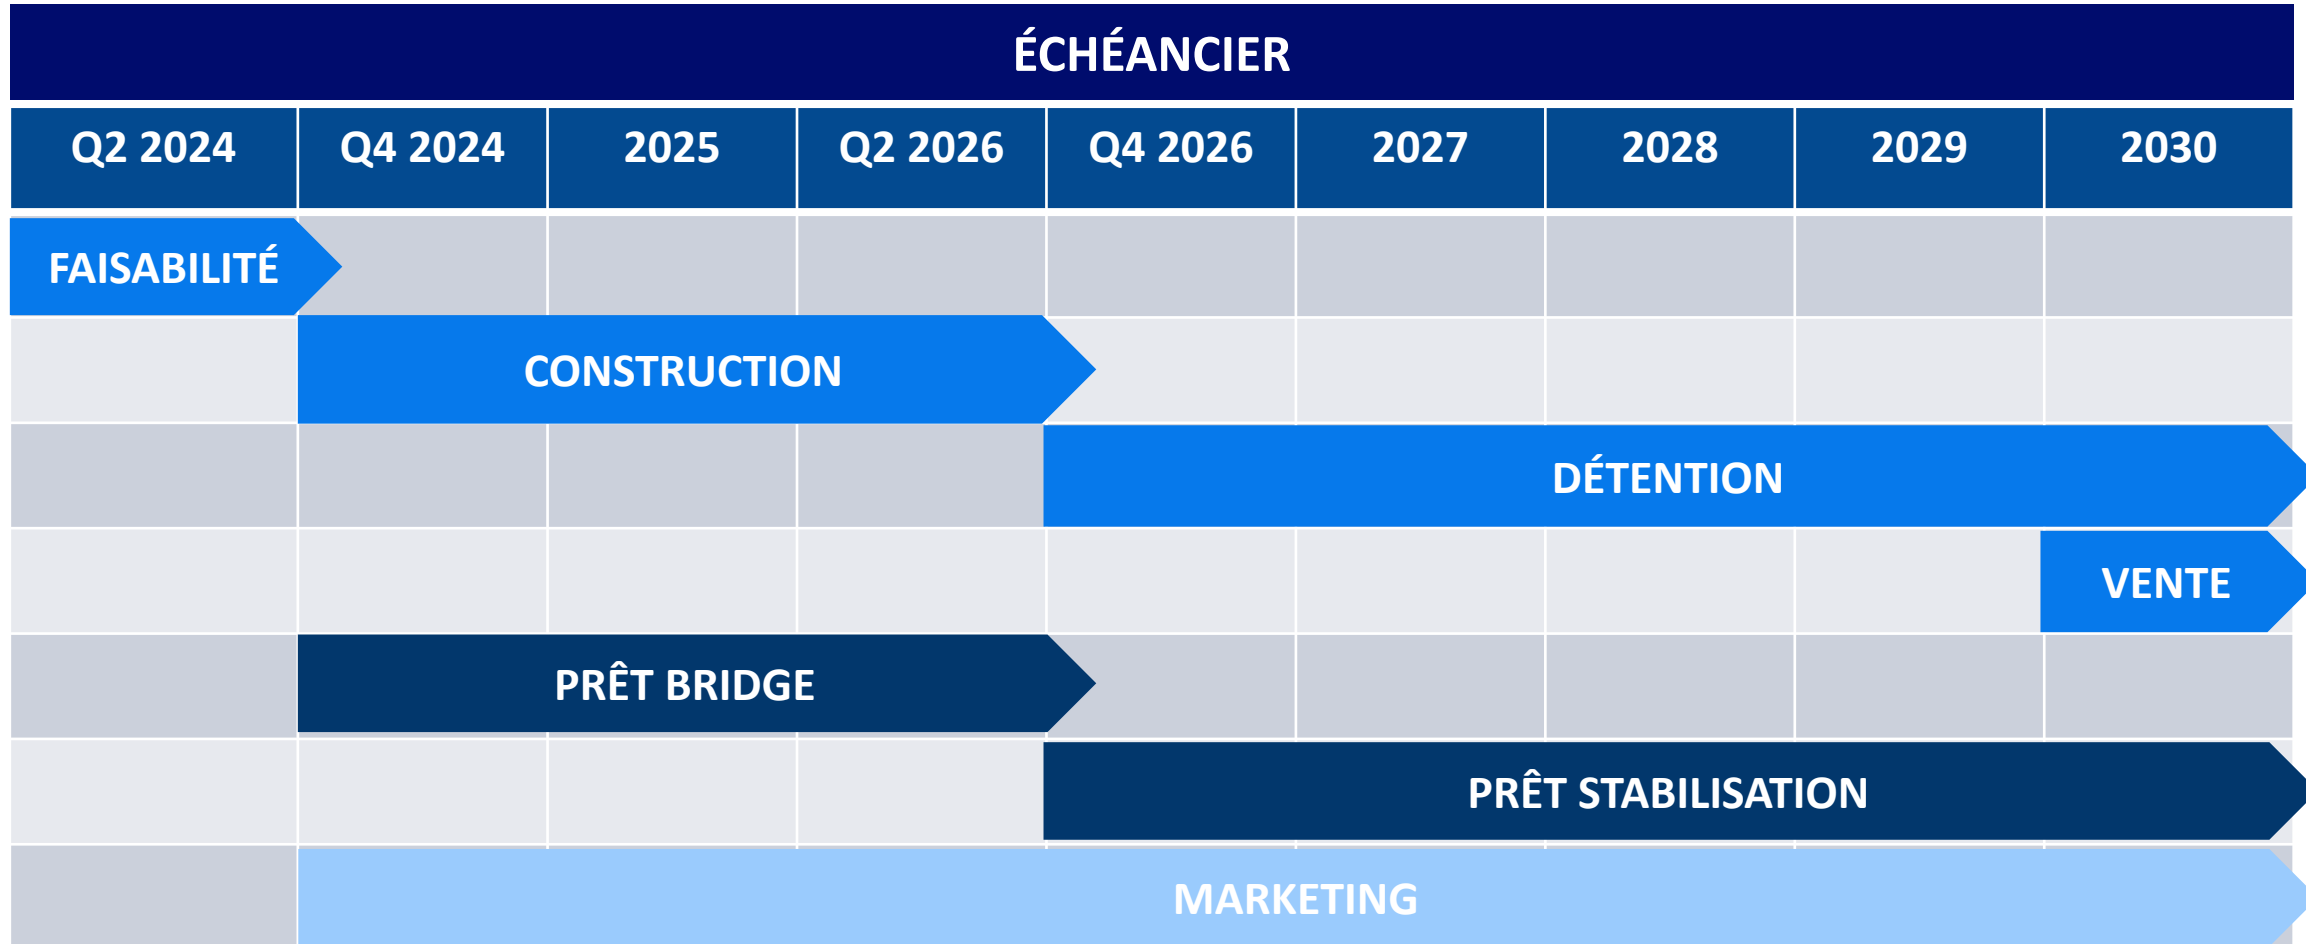 ÉCHÉANCIER
Q2 2024 Q4 2024 2025 Q2 2026 Q4 2026 2027 2028 2029 2030
FAISABILITÉ
CONSTRUCTION
DÉTENTION
VENTE
PRÊT BRIDGE
PRÊT STABILISATION
MARKETING